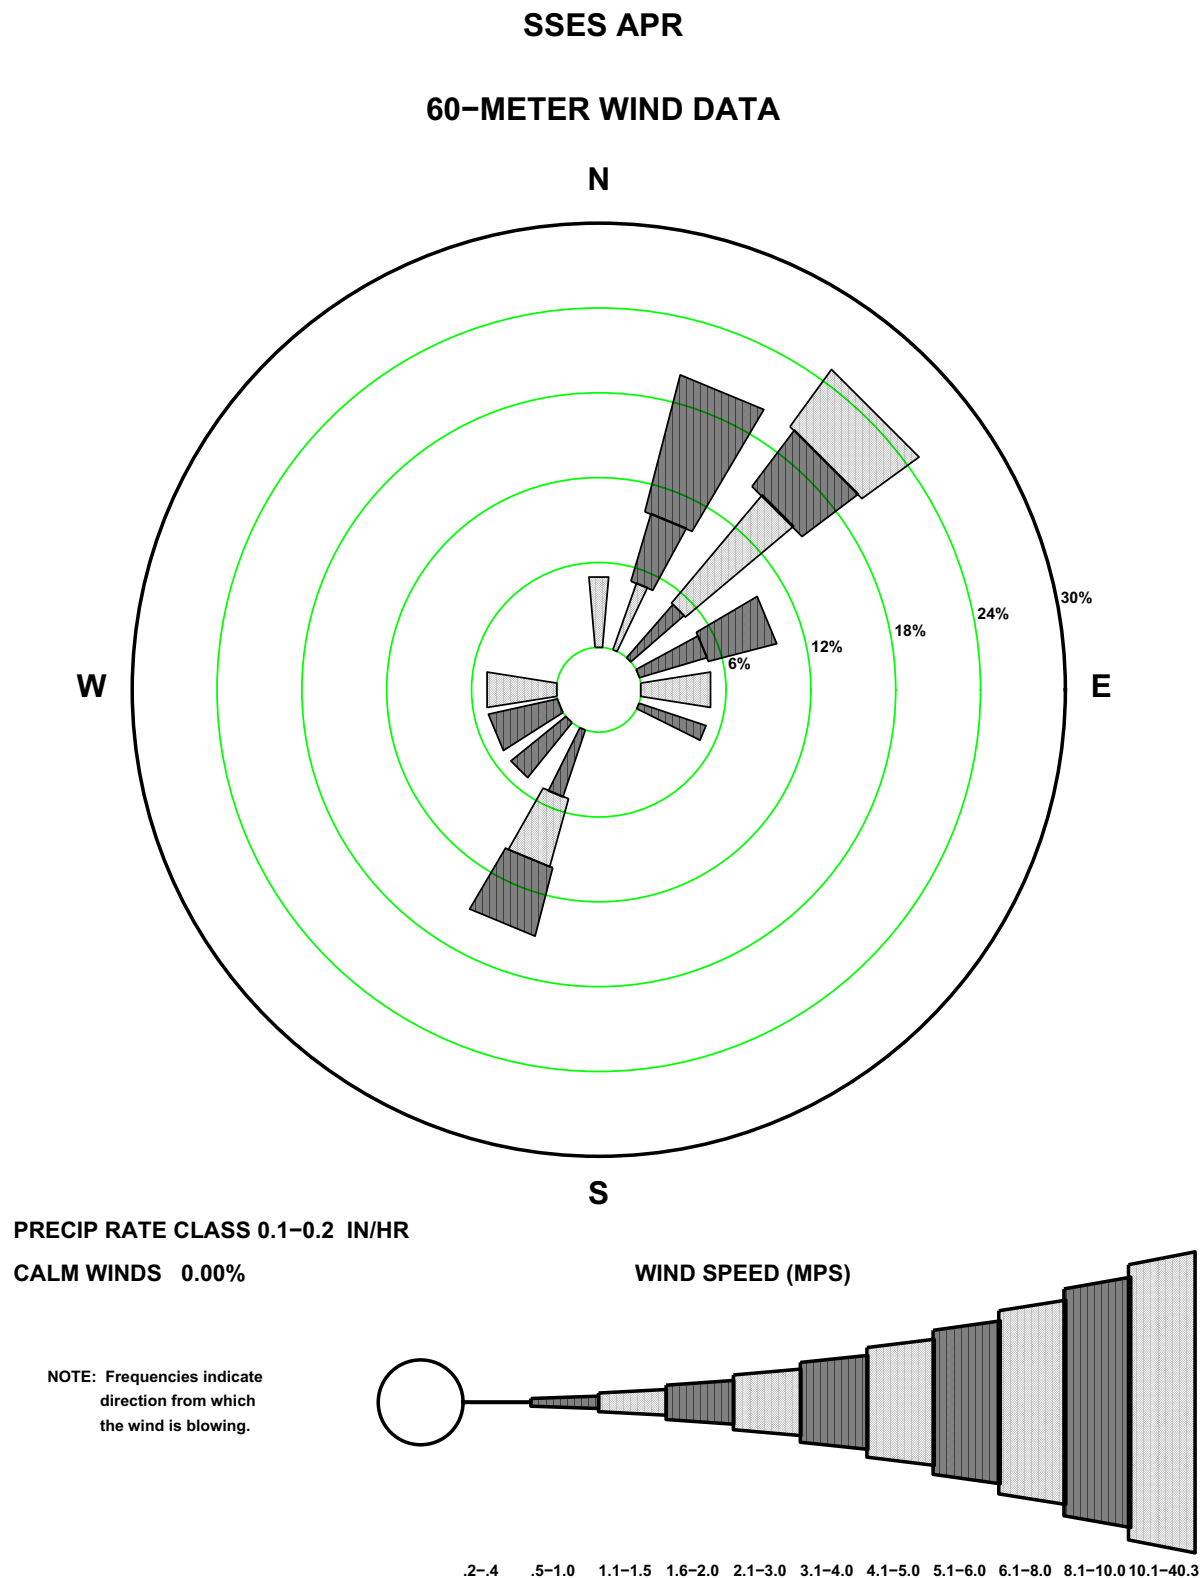 SSES APR
60−METER WIND DATA
N
30%
24%
18%
12%
6%
W
E
S
PRECIP RATE CLASS 0.1−0.2 IN/HR
CALM WINDS 0.00%
WIND SPEED (MPS)
NOTE: Frequencies indicate
direction from which
the wind is blowing.
.2−.4 .5−1.0 1.1−1.5 1.6−2.0 2.1−3.0 3.1−4.0 4.1−5.0 5.1−6.0 6.1−8.0 8.1−10.0 10.1−40.3